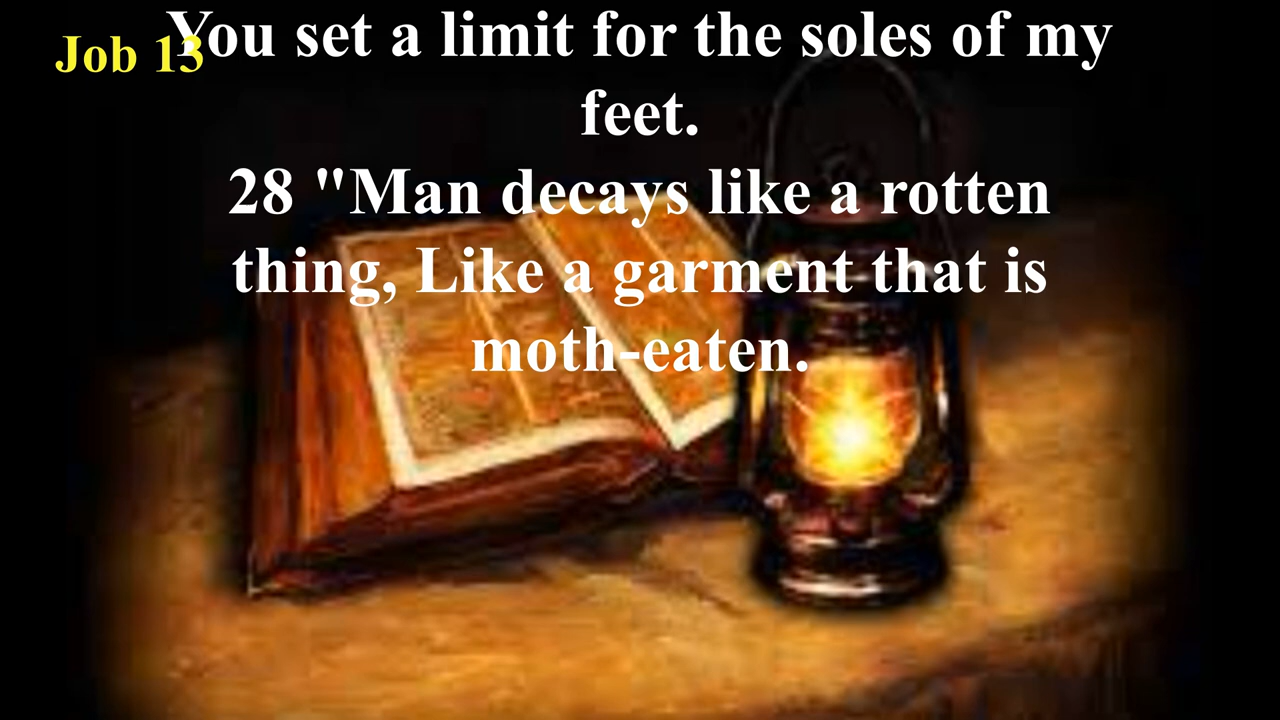 Job 13
You set a limit for the soles of my
feet.
28 "Man decays like a rotten
thing, Like a garment that is
moth-eaten.